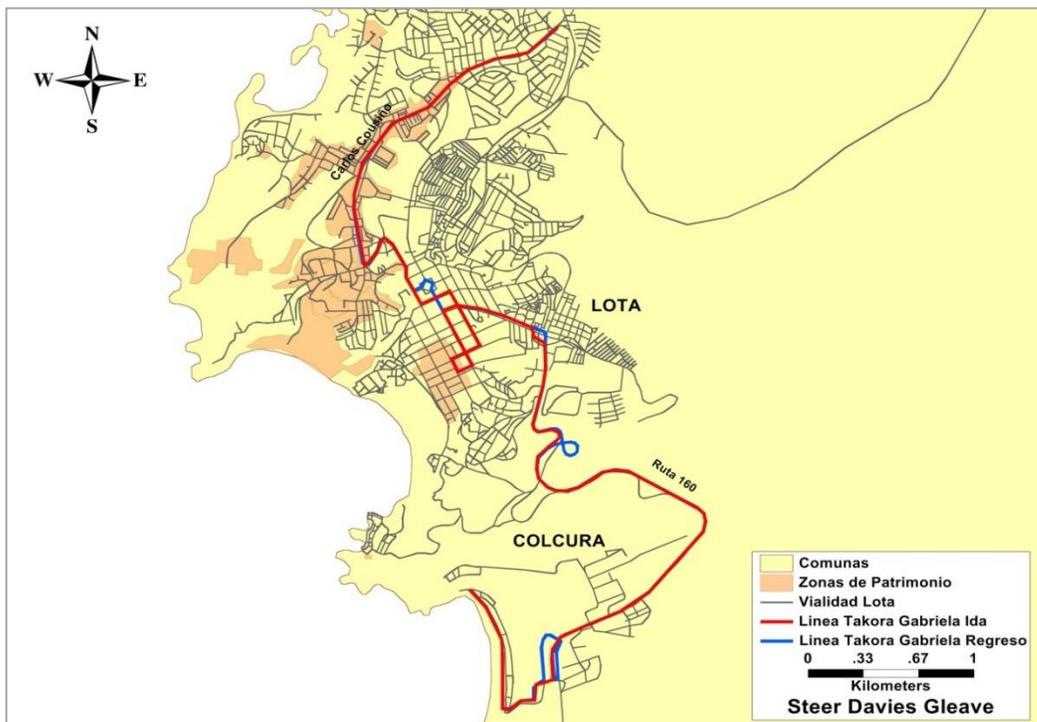 N
W E
S
Carlos Cousiño
LOTA
Ruta 160
COLCURA
Comunas
Zonas de Patrimonio
Vialidad Lota
Linea Takora Gabriela Ida
Linea Takora Gabriela Regreso
0 .33 .67 1
Kilometers
Steer Davies Gleave